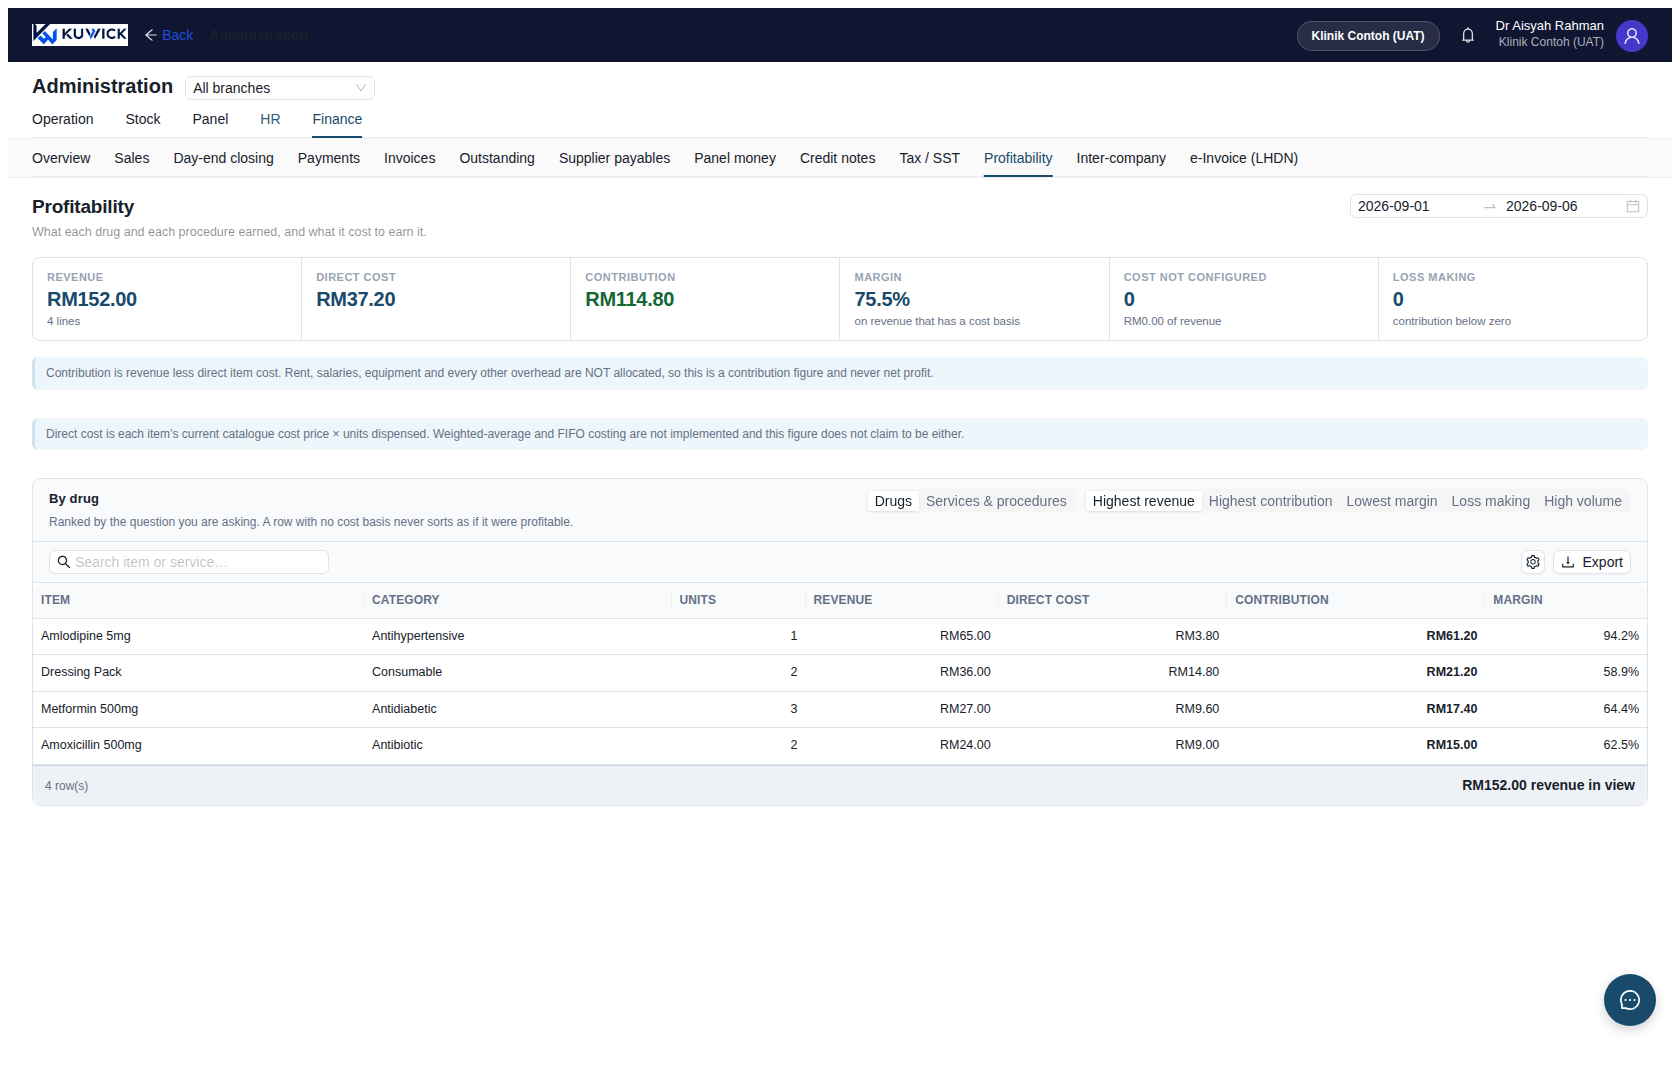 KUWICK
Back Administration
Klinik Contoh (UAT)
Dr Aisyah Rahman
Klinik Contoh (UAT)
Administration
All branches
Operation Stock Panel HR Finance
Overview Sales Day-end closing Payments Invoices Outstanding Supplier payables Panel money Credit notes Tax / SST Profitability Inter-company e-Invoice (LHDN)
Profitability
2026-09-01 2026-09-06
What each drug and each procedure earned, and what it cost to earn it.
REVENUE
RM152.00
4 lines
DIRECT COST
RM37.20
CONTRIBUTION
RM114.80
MARGIN
75.5%
on revenue that has a cost basis
COST NOT CONFIGURED
0
RM0.00 of revenue
LOSS MAKING
0
contribution below zero
Contribution is revenue less direct item cost. Rent, salaries, equipment and every other overhead are NOT allocated, so this is a contribution figure and never net profit.
Direct cost is each item's current catalogue cost price × units dispensed. Weighted-average and FIFO costing are not implemented and this figure does not claim to be either.
By drug
Drugs Services & procedures Highest revenue Highest contribution Lowest margin Loss making High volume
Ranked by the question you are asking. A row with no cost basis never sorts as if it were profitable.
Search item or service…
Export
ITEM CATEGORY UNITS REVENUE DIRECT COST CONTRIBUTION MARGIN
Amlodipine 5mg Antihypertensive 1 RM65.00 RM3.80 RM61.20 94.2%
Dressing Pack Consumable 2 RM36.00 RM14.80 RM21.20 58.9%
Metformin 500mg Antidiabetic 3 RM27.00 RM9.60 RM17.40 64.4%
Amoxicillin 500mg Antibiotic 2 RM24.00 RM9.00 RM15.00 62.5%
4 row(s) RM152.00 revenue in view